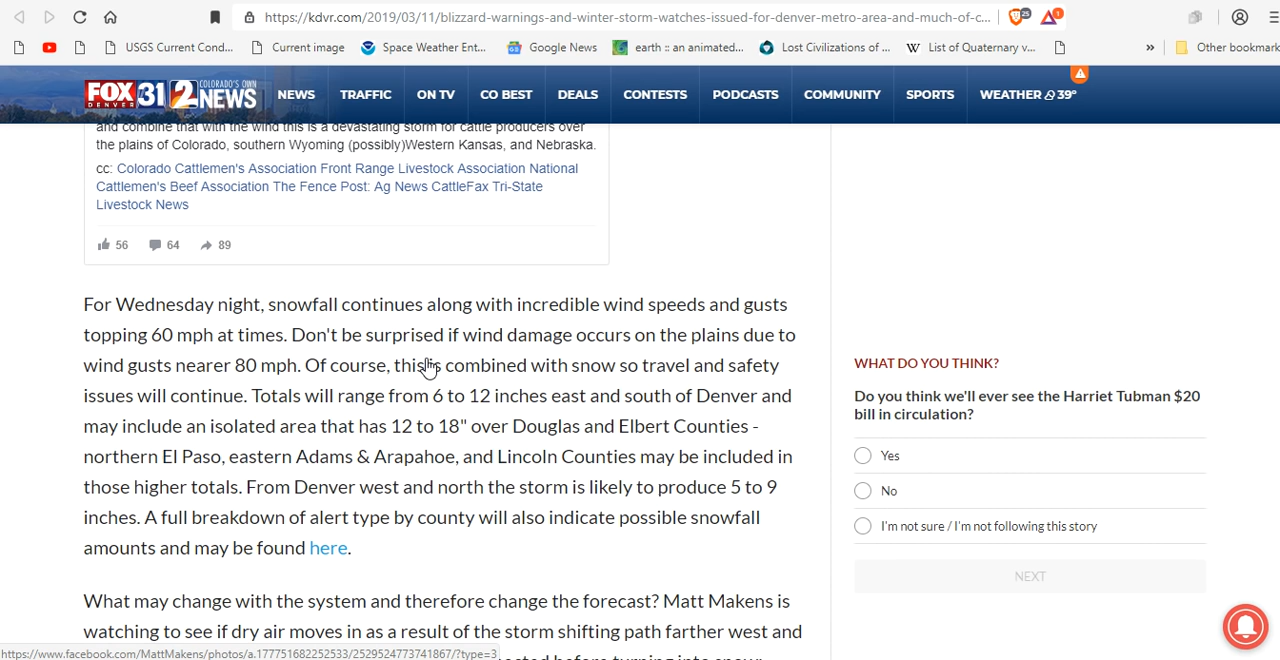 https://kdvr.com/2019/03/11/blizzard-warnings-and-winter-storm-watches-issued-for-denver-metro-area-and-much-of-c...
25
1
USGS Current Cond...
Current image
Space Weather Ent...
Google News
earth :: an animated...
Lost Civilizations of ...
W List of Quaternary v...
»
Other bookmark
FOX 31 DENVER
COLORADO'S OWN
2 NEWS
NEWS
TRAFFIC
ON TV
CO BEST
DEALS
CONTESTS
PODCASTS
COMMUNITY
SPORTS
WEATHER 39°
and combine that with the wind this is a devastating storm for cattle producers over
the plains of Colorado, southern Wyoming (possibly)Western Kansas, and Nebraska.
cc: Colorado Cattlemen's Association Front Range Livestock Association National
Cattlemen's Beef Association The Fence Post: Ag News CattleFax Tri-State
Livestock News
56 64 89
For Wednesday night, snowfall continues along with incredible wind speeds and gusts
topping 60 mph at times. Don't be surprised if wind damage occurs on the plains due to
wind gusts nearer 80 mph. Of course, this is combined with snow so travel and safety
issues will continue. Totals will range from 6 to 12 inches east and south of Denver and
may include an isolated area that has 12 to 18" over Douglas and Elbert Counties -
northern El Paso, eastern Adams & Arapahoe, and Lincoln Counties may be included in
those higher totals. From Denver west and north the storm is likely to produce 5 to 9
inches. A full breakdown of alert type by county will also indicate possible snowfall
amounts and may be found here.
What may change with the system and therefore change the forecast? Matt Makens is
watching to see if dry air moves in as a result of the storm shifting path farther west and
before turning into snow;
WHAT DO YOU THINK?
Do you think we'll ever see the Harriet Tubman $20
bill in circulation?
Yes
No
I'm not sure / I'm not following this story
NEXT
https://www.facebook.com/MattMakens/photos/a.177751682252533/2529524773741867/?type=3